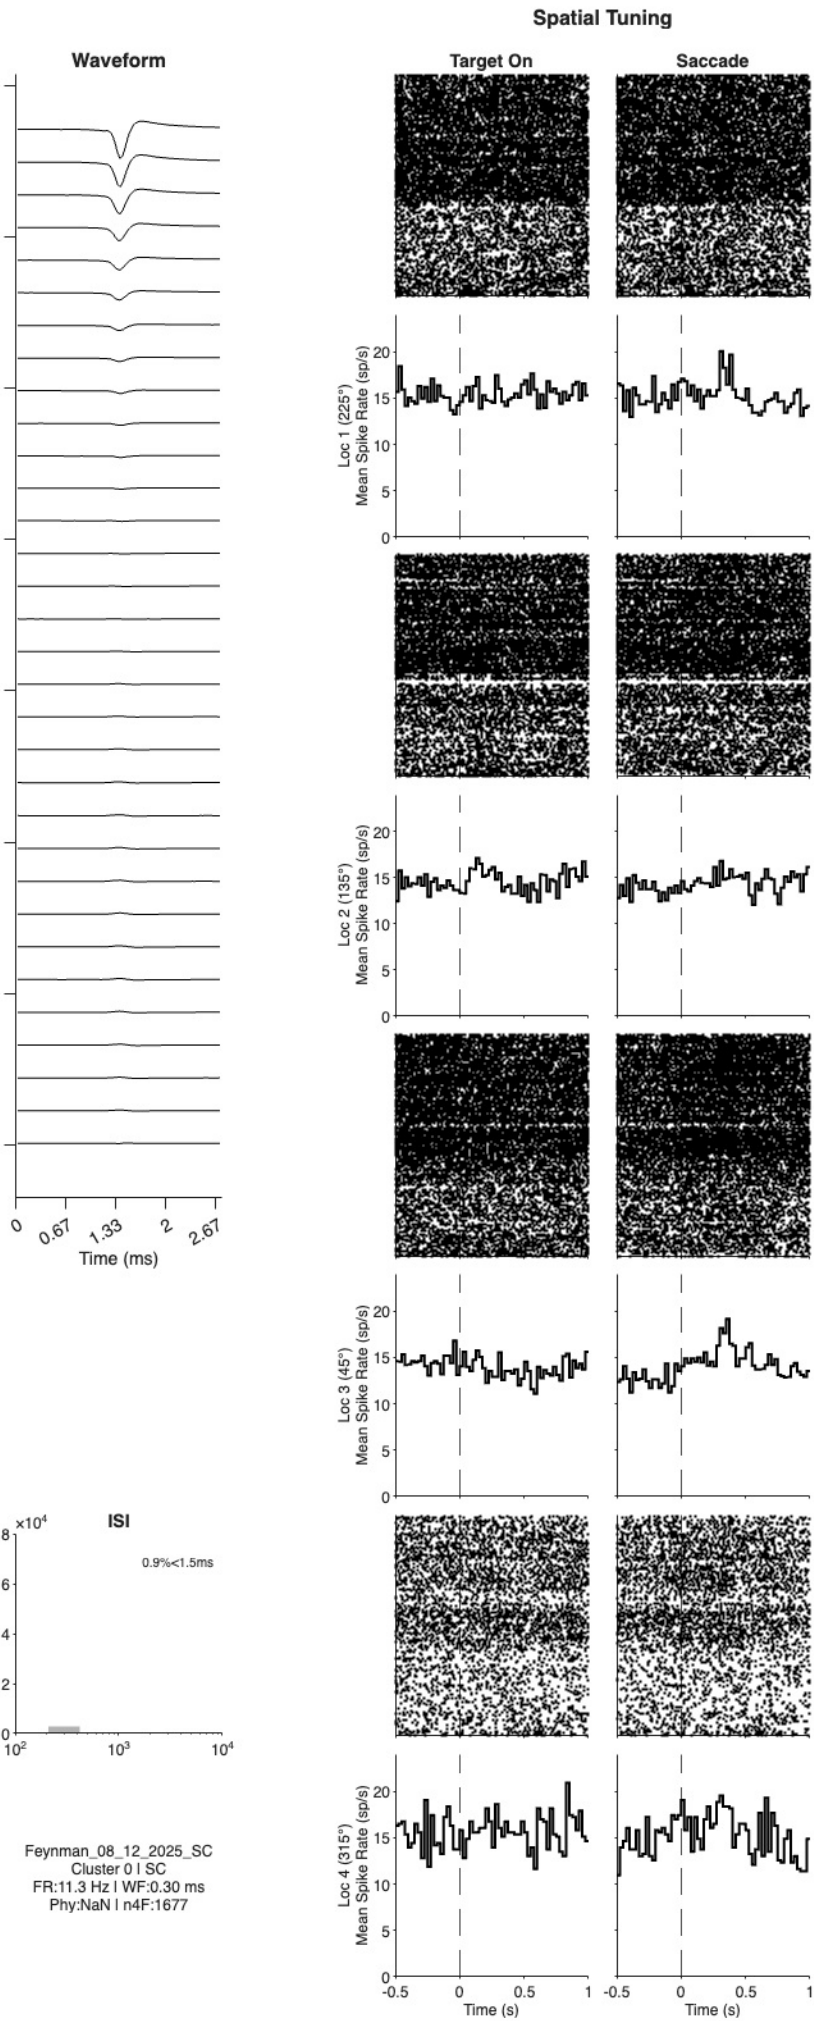 Spatial Tuning
Waveform
Target On
Saccade
0
0.67
1.33
2
2.67
Time (ms)
Loc 1 (225°)
Mean Spike Rate (sp/s)
20
15
10
5
0
Loc 2 (135°)
Mean Spike Rate (sp/s)
20
15
10
5
0
Loc 3 (45°)
Mean Spike Rate (sp/s)
20
15
10
5
0
ISI
×10⁴
0.9%<1.5ms
8
6
4
2
0
10²
10³
10⁴
Feynman_08_12_2025_SC
Cluster 0 | SC
FR:11.3 Hz | WF:0.30 ms
Phy:NaN | n4F:1677
Loc 4 (315°)
Mean Spike Rate (sp/s)
20
15
10
5
0
-0.5
0
0.5
1
Time (s)
-0.5
0
0.5
1
Time (s)